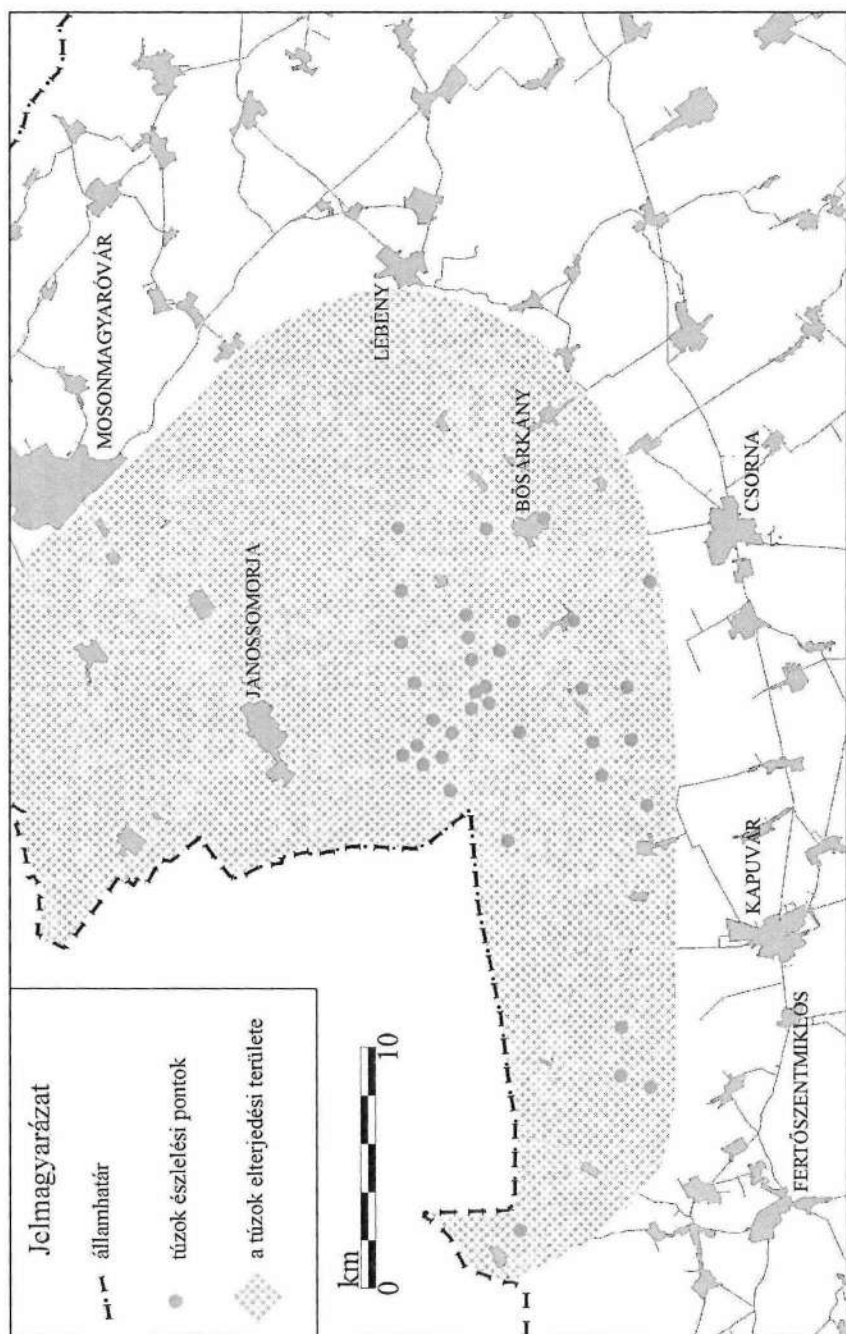 Jelmagyarázat
államhatár
túzok észlelési pontok
a túzok elterjedési területe
km
0
10
MOSONMAGYARÓVÁR
JÁNOSSOMORJA
LÉBÉNY
BŐSÁRKÁNY
CSORNA
KAPUVÁR
FERTŐSZENTMIKLÓS